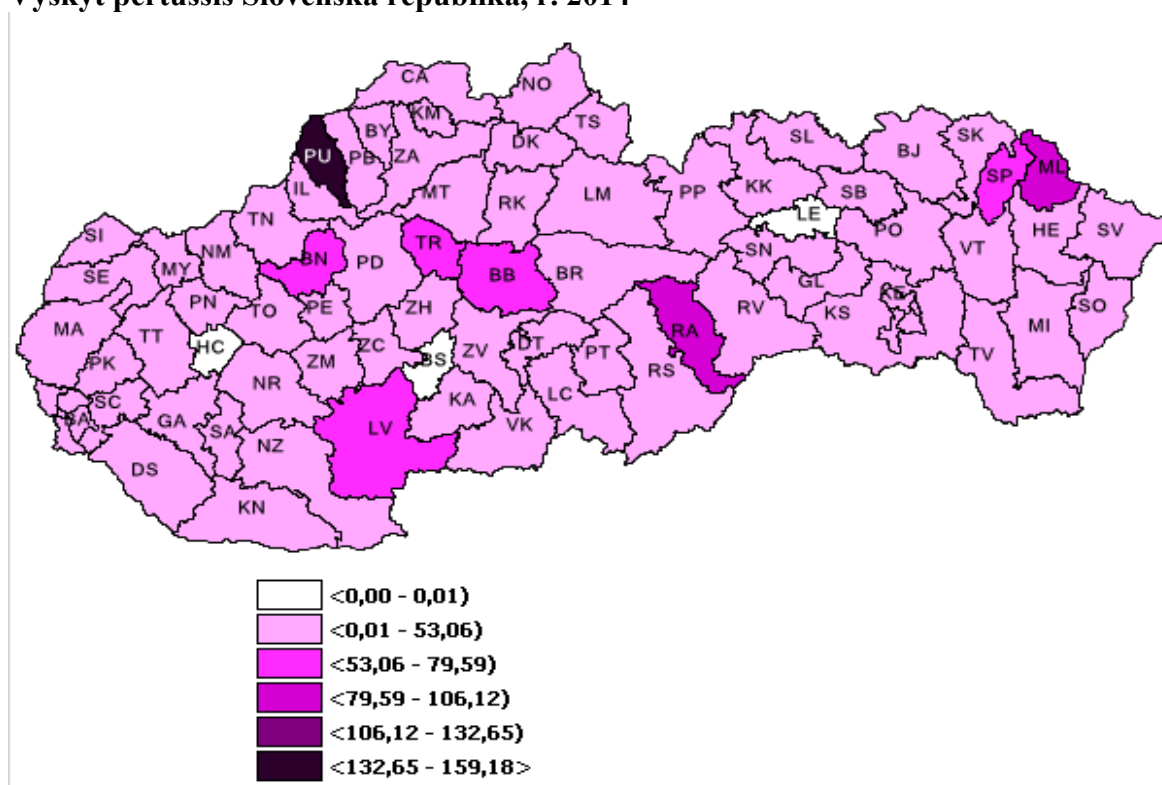 Výskyt pertussis Slovenská republika, r. 2014
CA
NO
KM
TS
BY
DK
PU
PB
ZA
SL
SK
BJ
IL
MT
RK
LM
PP
KK
SB
SP
ML
TN
LE
PO
HE
SV
SI
NM
TR
SN
VT
SE
MY
BN
PD
BB
BR
GL
KE
PN
TO
PE
ZH
RV
KS
SO
MA
TT
HC
ZC
BS
ZV
DT
RA
MI
PK
ZM
PT
RS
TV
NR
KA
LC
SC
GA
SA
LV
VK
BA
NZ
DS
KN
<0,00 - 0,01)
<0,01 - 53,06)
<53,06 - 79,59)
<79,59 - 106,12)
<106,12 - 132,65)
<132,65 - 159,18>